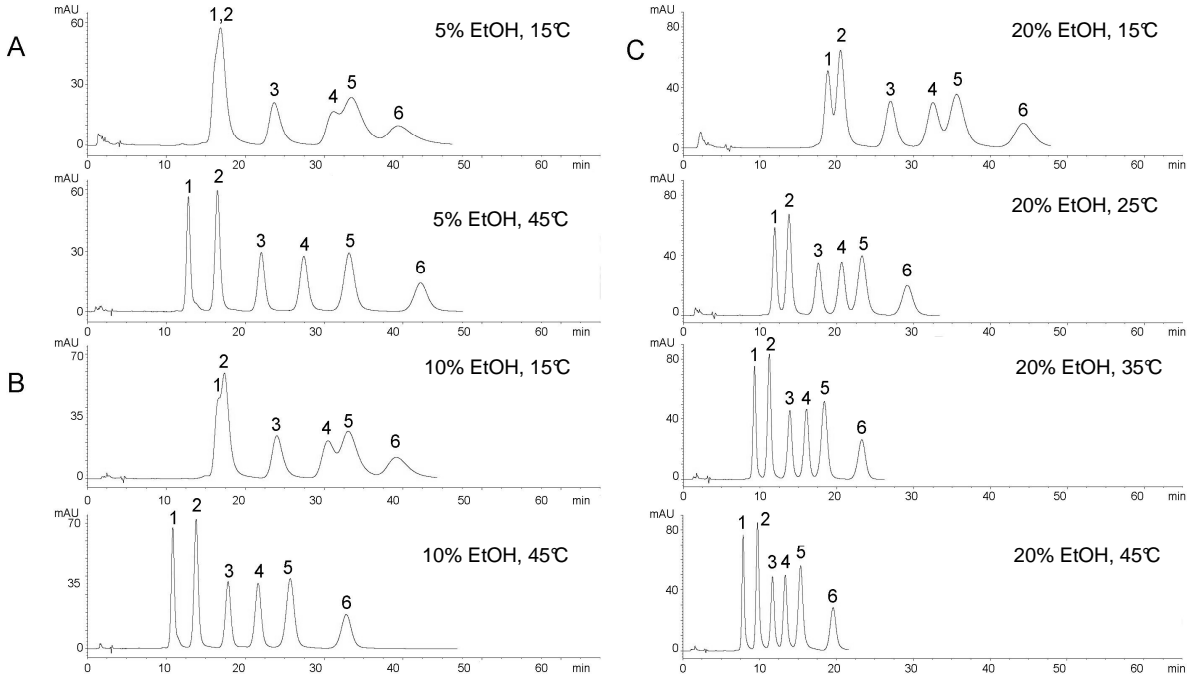 A
mAU
60
30
0
1,2
3
4
5
6
5% EtOH, 15°C
0 10 20 30 40 50 60 min
mAU
60
30
0
1
2
3
4
5
6
5% EtOH, 45°C
0 10 20 30 40 50 60 min
B
mAU
70
35
0
1
2
3
4
5
6
10% EtOH, 15°C
0 10 20 30 40 50 60 min
mAU
70
35
0
1
2
3
4
5
6
10% EtOH, 45°C
0 10 20 30 40 50 60 min
C
mAU
80
40
0
1
2
3
4
5
6
20% EtOH, 15°C
0 10 20 30 40 50 60 min
mAU
80
40
0
1
2
3
4
5
6
20% EtOH, 25°C
0 10 20 30 40 50 60 min
mAU
80
40
0
1
2
3
4
5
6
20% EtOH, 35°C
0 10 20 30 40 50 60 min
mAU
80
40
0
1
2
3
4
5
6
20% EtOH, 45°C
0 10 20 30 40 50 60 min